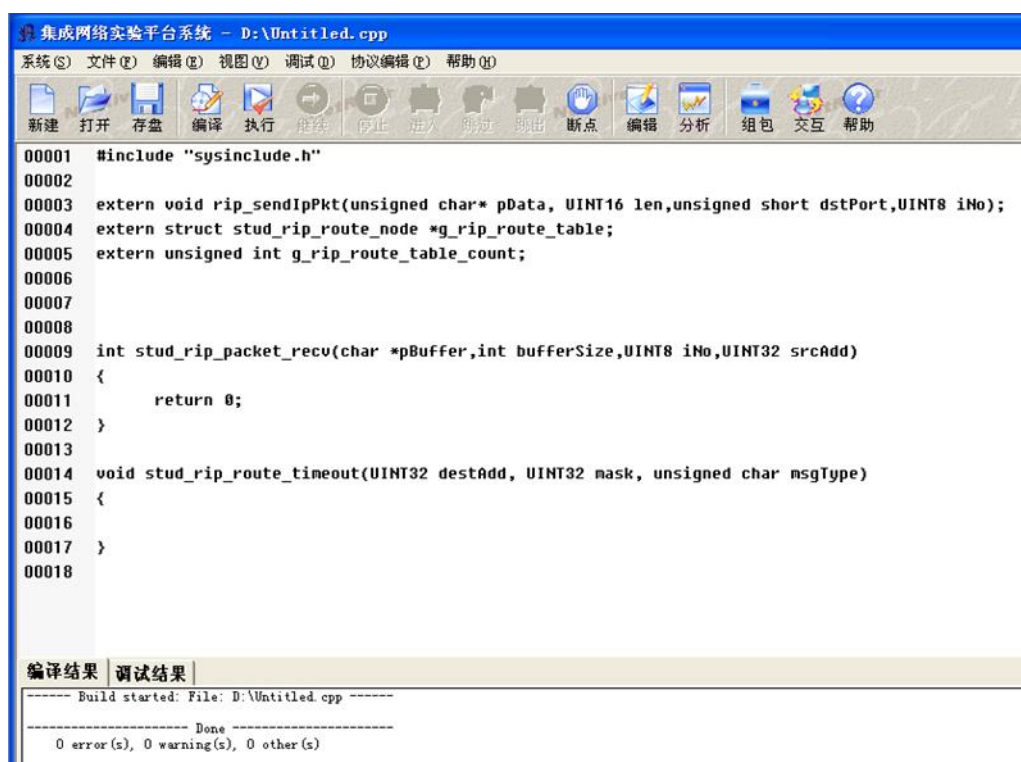 集成网络实验平台系统 - D:\Untitled.cpp
系统(S) 文件(F) 编辑(E) 视图(V) 调试(D) 协议编辑(P) 帮助(H)
新建 打开 存盘 编译 执行 继续 停止 进入 跳过 跳出 断点 编辑 分析 组包 交互 帮助
00001 #include "sysinclude.h"
00002
00003 extern void rip_sendIpPkt(unsigned char* pData, UINT16 len,unsigned short dstPort,UINT8 iNo);
00004 extern struct stud_rip_route_node *g_rip_route_table;
00005 extern unsigned int g_rip_route_table_count;
00006
00007
00008
00009 int stud_rip_packet_recv(char *pBuffer,int bufferSize,UINT8 iNo,UINT32 srcAdd)
00010 {
00011 return 0;
00012 }
00013
00014 void stud_rip_route_timeout(UINT32 destAdd, UINT32 mask, unsigned char msgType)
00015 {
00016
00017 }
00018
编译结果 调试结果
------ Build started: File: D:\Untitled.cpp ------
---------------------- Done ----------------------
0 error(s), 0 warning(s), 0 other(s)